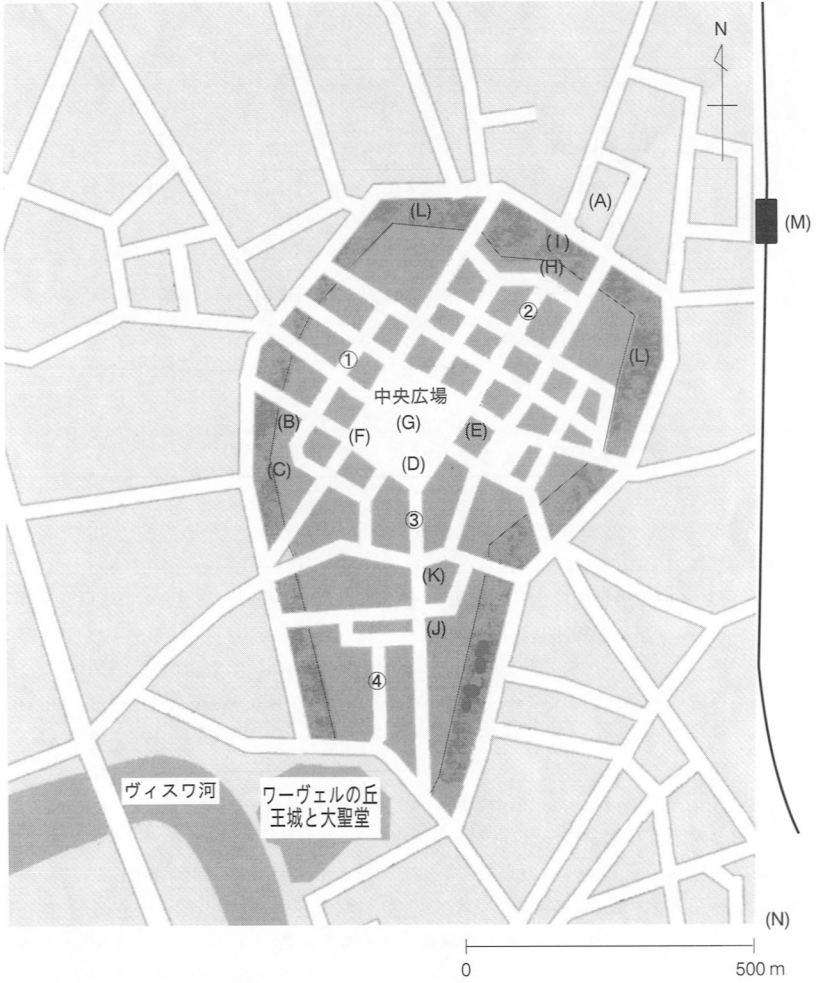 N
(A)
(L)
(M)
(I)
(H)
②
①
(L)
中央広場
(B)
(F)
(G)
(E)
(C)
(D)
③
(K)
(J)
④
ヴィスワ河
ワーヴェルの丘
王城と大聖堂
(N)
0
500 m